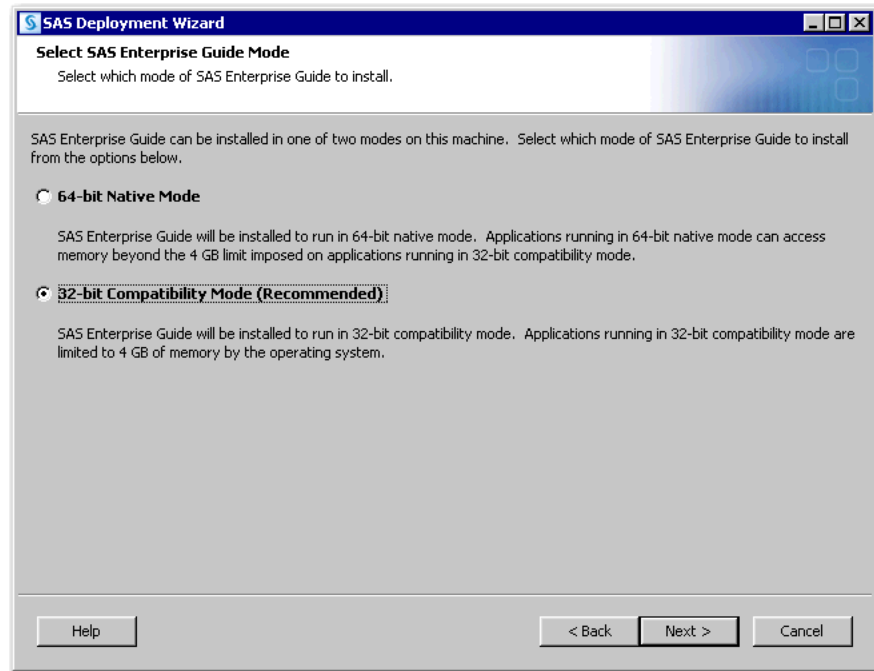 SAS Deployment Wizard
Select SAS Enterprise Guide Mode
Select which mode of SAS Enterprise Guide to install.
SAS Enterprise Guide can be installed in one of two modes on this machine.  Select which mode of SAS Enterprise Guide to install
from the options below.
64-bit Native Mode
SAS Enterprise Guide will be installed to run in 64-bit native mode.  Applications running in 64-bit native mode can access
memory beyond the 4 GB limit imposed on applications running in 32-bit compatibility mode.
32-bit Compatibility Mode (Recommended)
SAS Enterprise Guide will be installed to run in 32-bit compatibility mode.  Applications running in 32-bit compatibility mode are
limited to 4 GB of memory by the operating system.
Help
< Back
Next >
Cancel